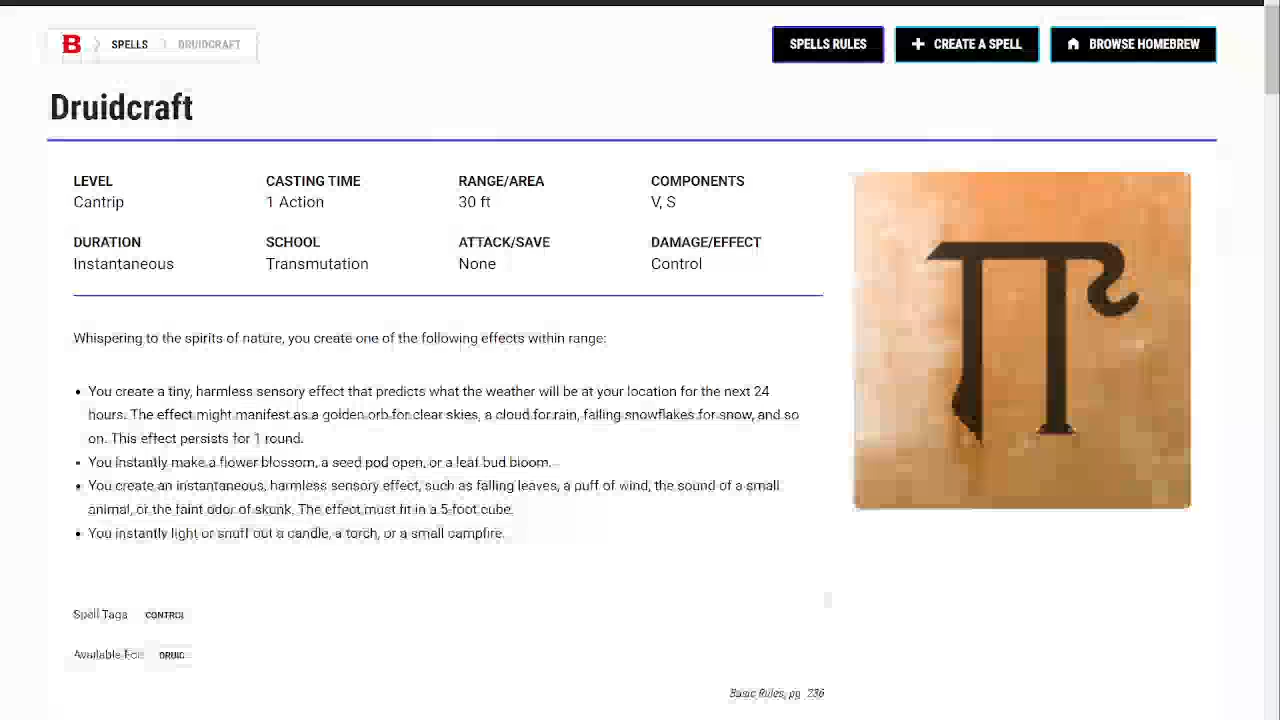 B SPELLS DRUIDCRAFT SPELLS RULES CREATE A SPELL BROWSE HOMEBREW
Druidcraft
LEVEL CASTING TIME RANGE/AREA COMPONENTS
Cantrip 1 Action 30 ft V, S
DURATION SCHOOL ATTACK/SAVE DAMAGE/EFFECT
Instantaneous Transmutation None Control
Whispering to the spirits of nature, you create one of the following effects within range:
• You create a tiny, harmless sensory effect that predicts what the weather will be at your location for the next 24
hours. The effect might manifest as a golden orb for clear skies, a cloud for rain, falling snowflakes for snow, and so
on. This effect persists for 1 round.
• You instantly make a flower blossom, a seed pod open, or a leaf bud bloom.
• You create an instantaneous, harmless sensory effect, such as falling leaves, a puff of wind, the sound of a small
animal, or the faint odor of skunk. The effect must fit in a 5-foot cube.
• You instantly light or snuff out a candle, a torch, or a small campfire.
Spell Tags CONTROL
Available For DRUID
Basic Rules, pg 236